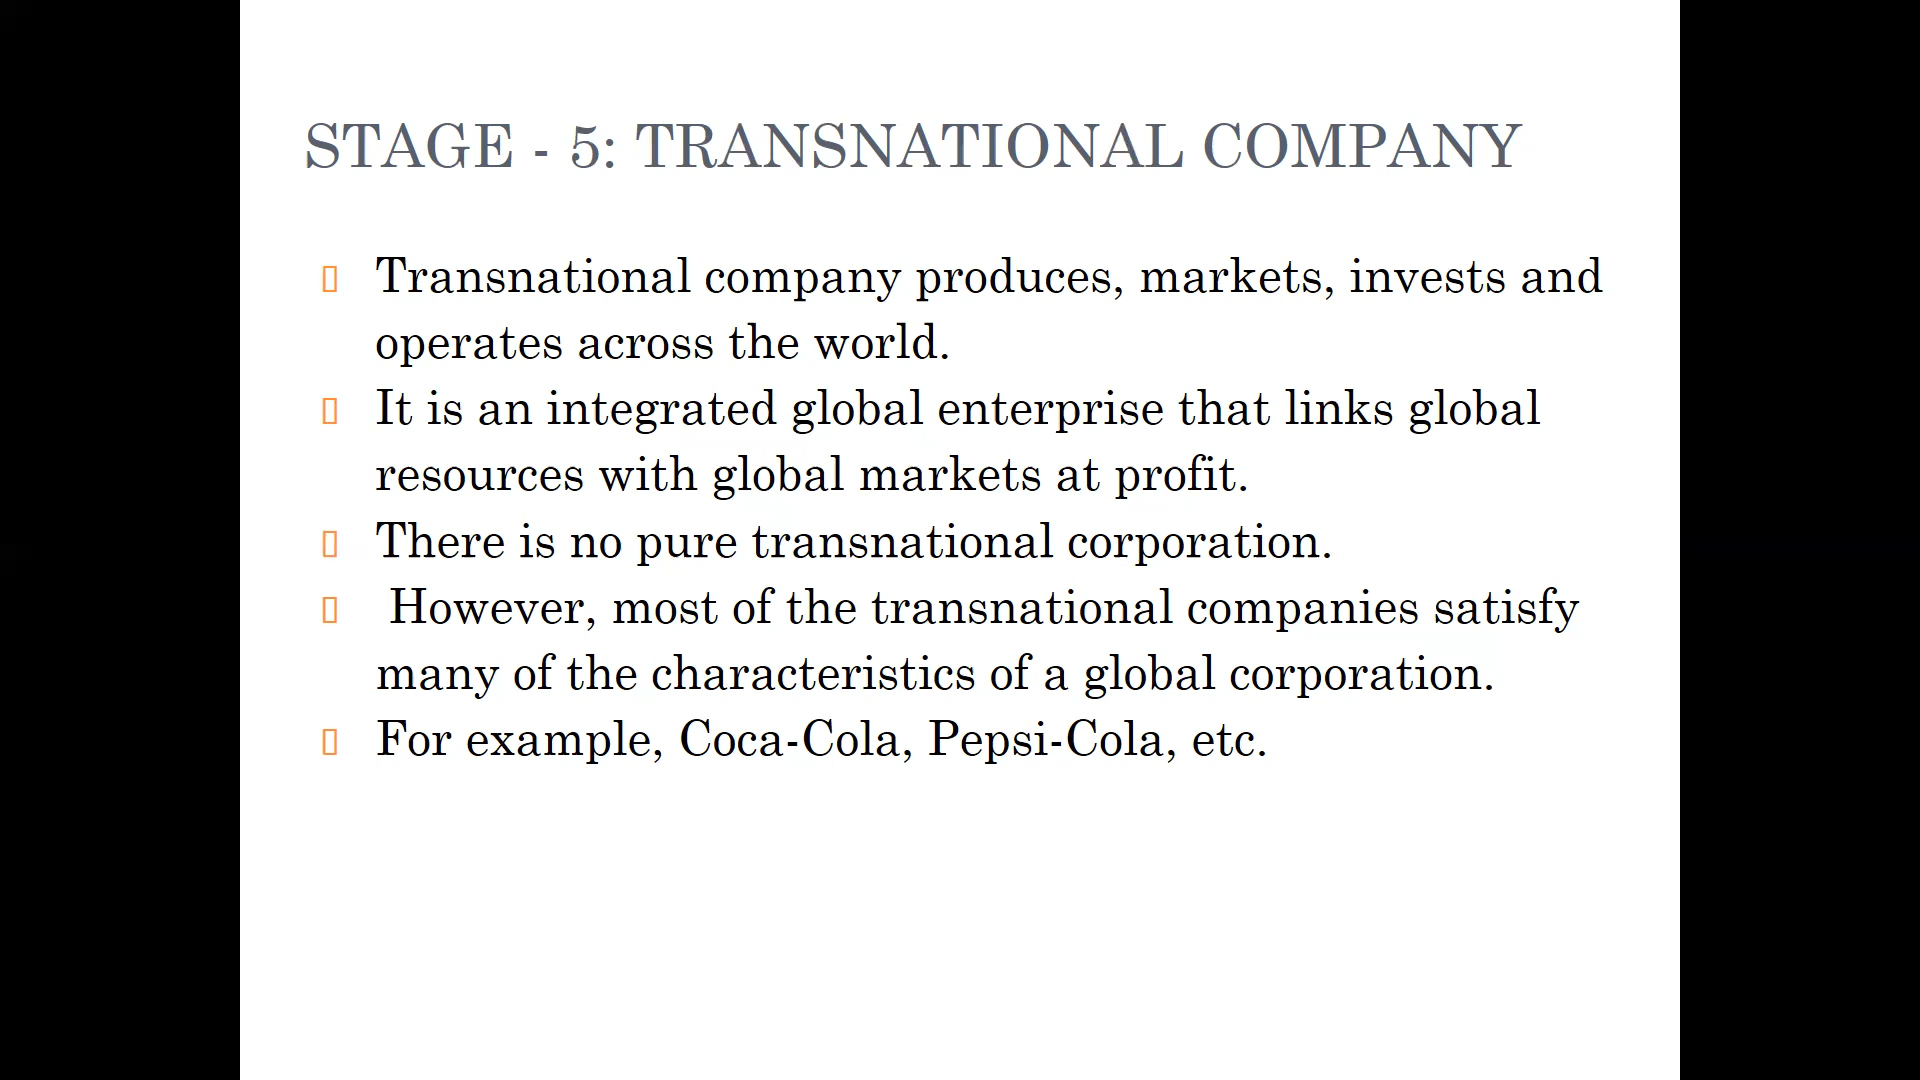 STAGE - 5: TRANSNATIONAL COMPANY
Transnational company produces, markets, invests and
operates across the world.
It is an integrated global enterprise that links global
resources with global markets at profit.
There is no pure transnational corporation.
However, most of the transnational companies satisfy
many of the characteristics of a global corporation.
For example, Coca-Cola, Pepsi-Cola, etc.